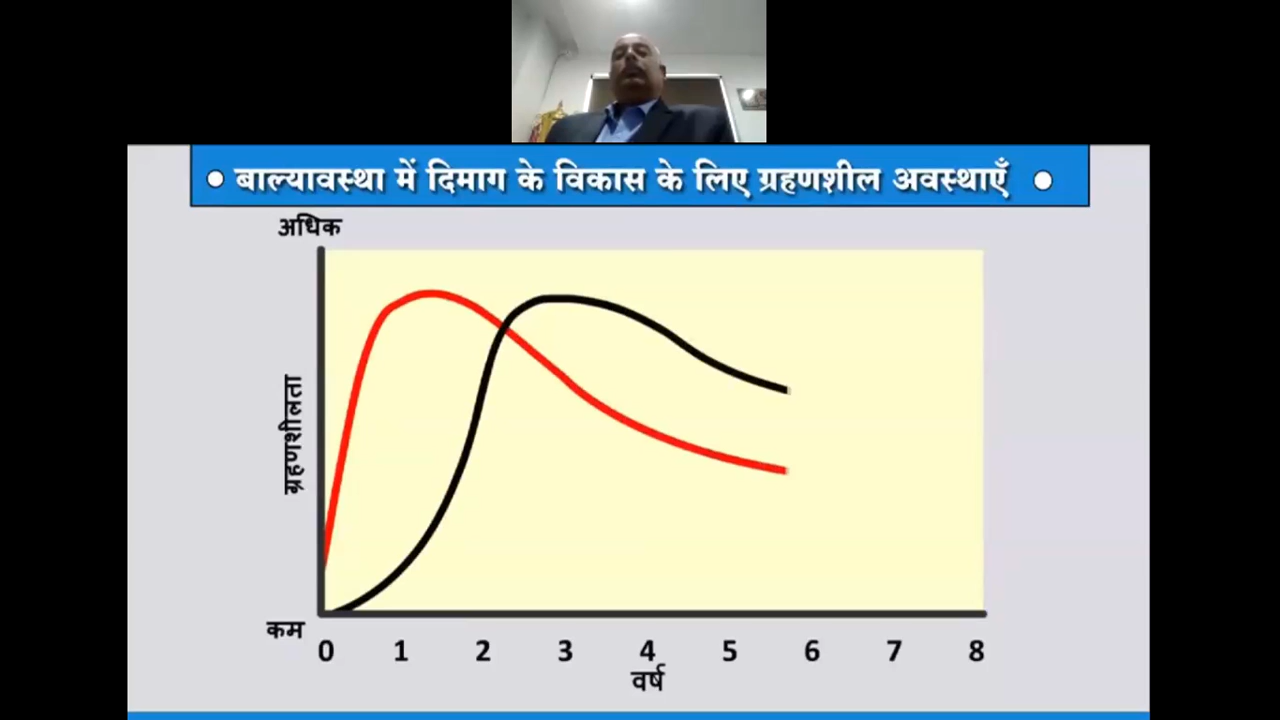 बाल्यावस्था में दिमाग के विकास के लिए ग्रहणशील अवस्थाएँ
अधिक
ग्रहणशीलता
कम
0 1 2 3 4 5 6 7 8
वर्ष